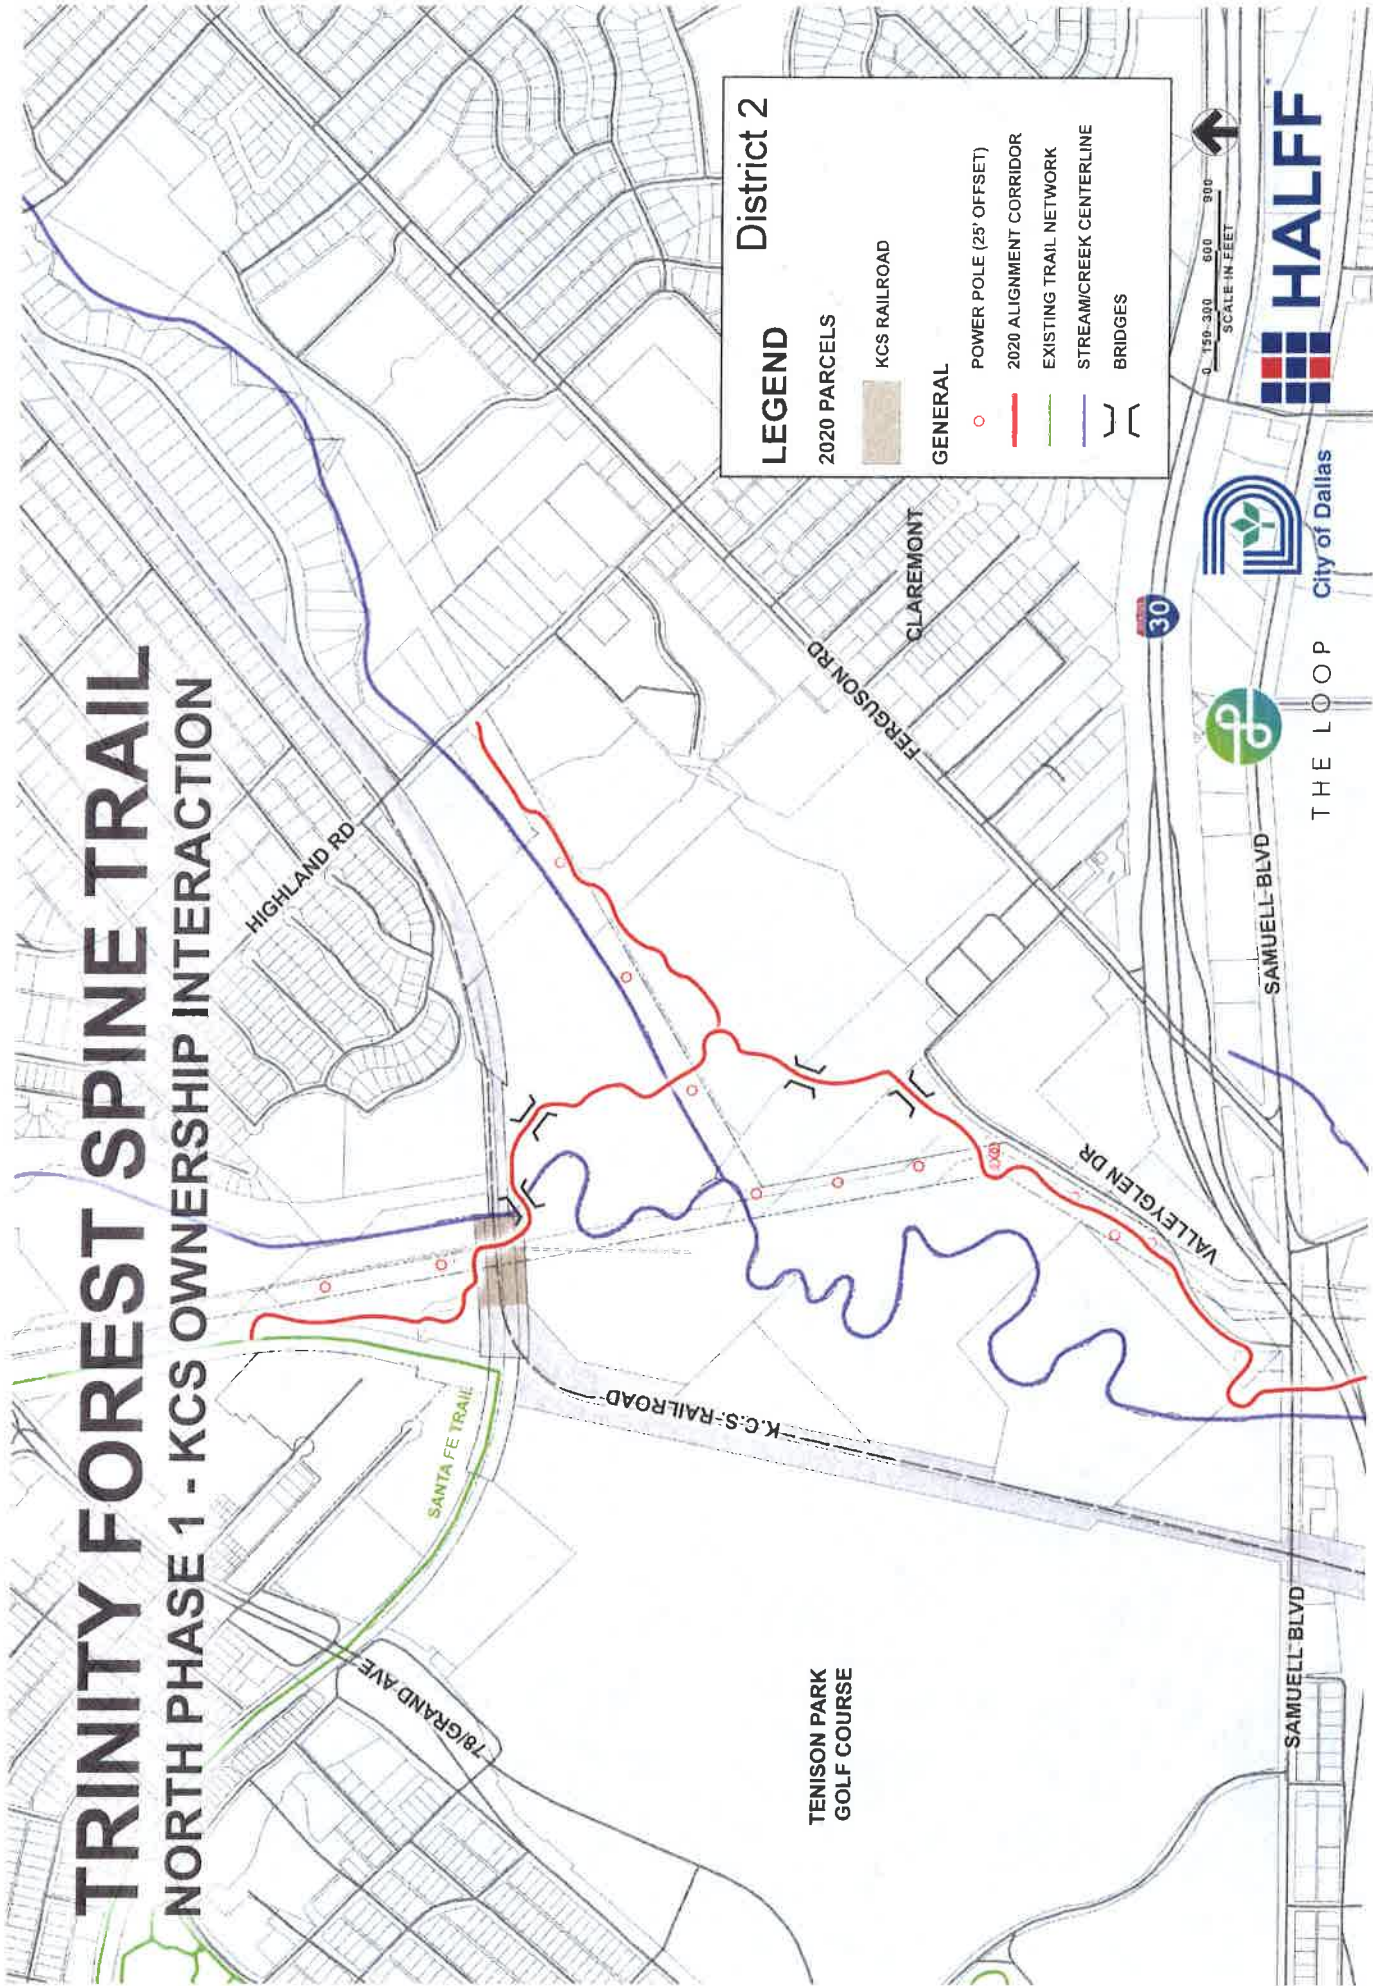 TRINITY FOREST SPINE TRAIL
NORTH PHASE 1 - KCS OWNERSHIP INTERACTION
HIGHLAND RD
SANTA FE TRAIL
78/GRAND AVE
K.C.S. RAILROAD
TENISON PARK
GOLF COURSE
FERGUSON RD
CLAREMONT
VALLEYGLEN DR
SAMUELL BLVD
SAMUELL BLVD
30
LEGEND
District 2
2020 PARCELS
KCS RAILROAD
GENERAL
POWER POLE (25' OFFSET)
2020 ALIGNMENT CORRIDOR
EXISTING TRAIL NETWORK
STREAM/CREEK CENTERLINE
BRIDGES
0 150 300 600 900
SCALE IN FEET
THE LOOP
City of Dallas
HALFF